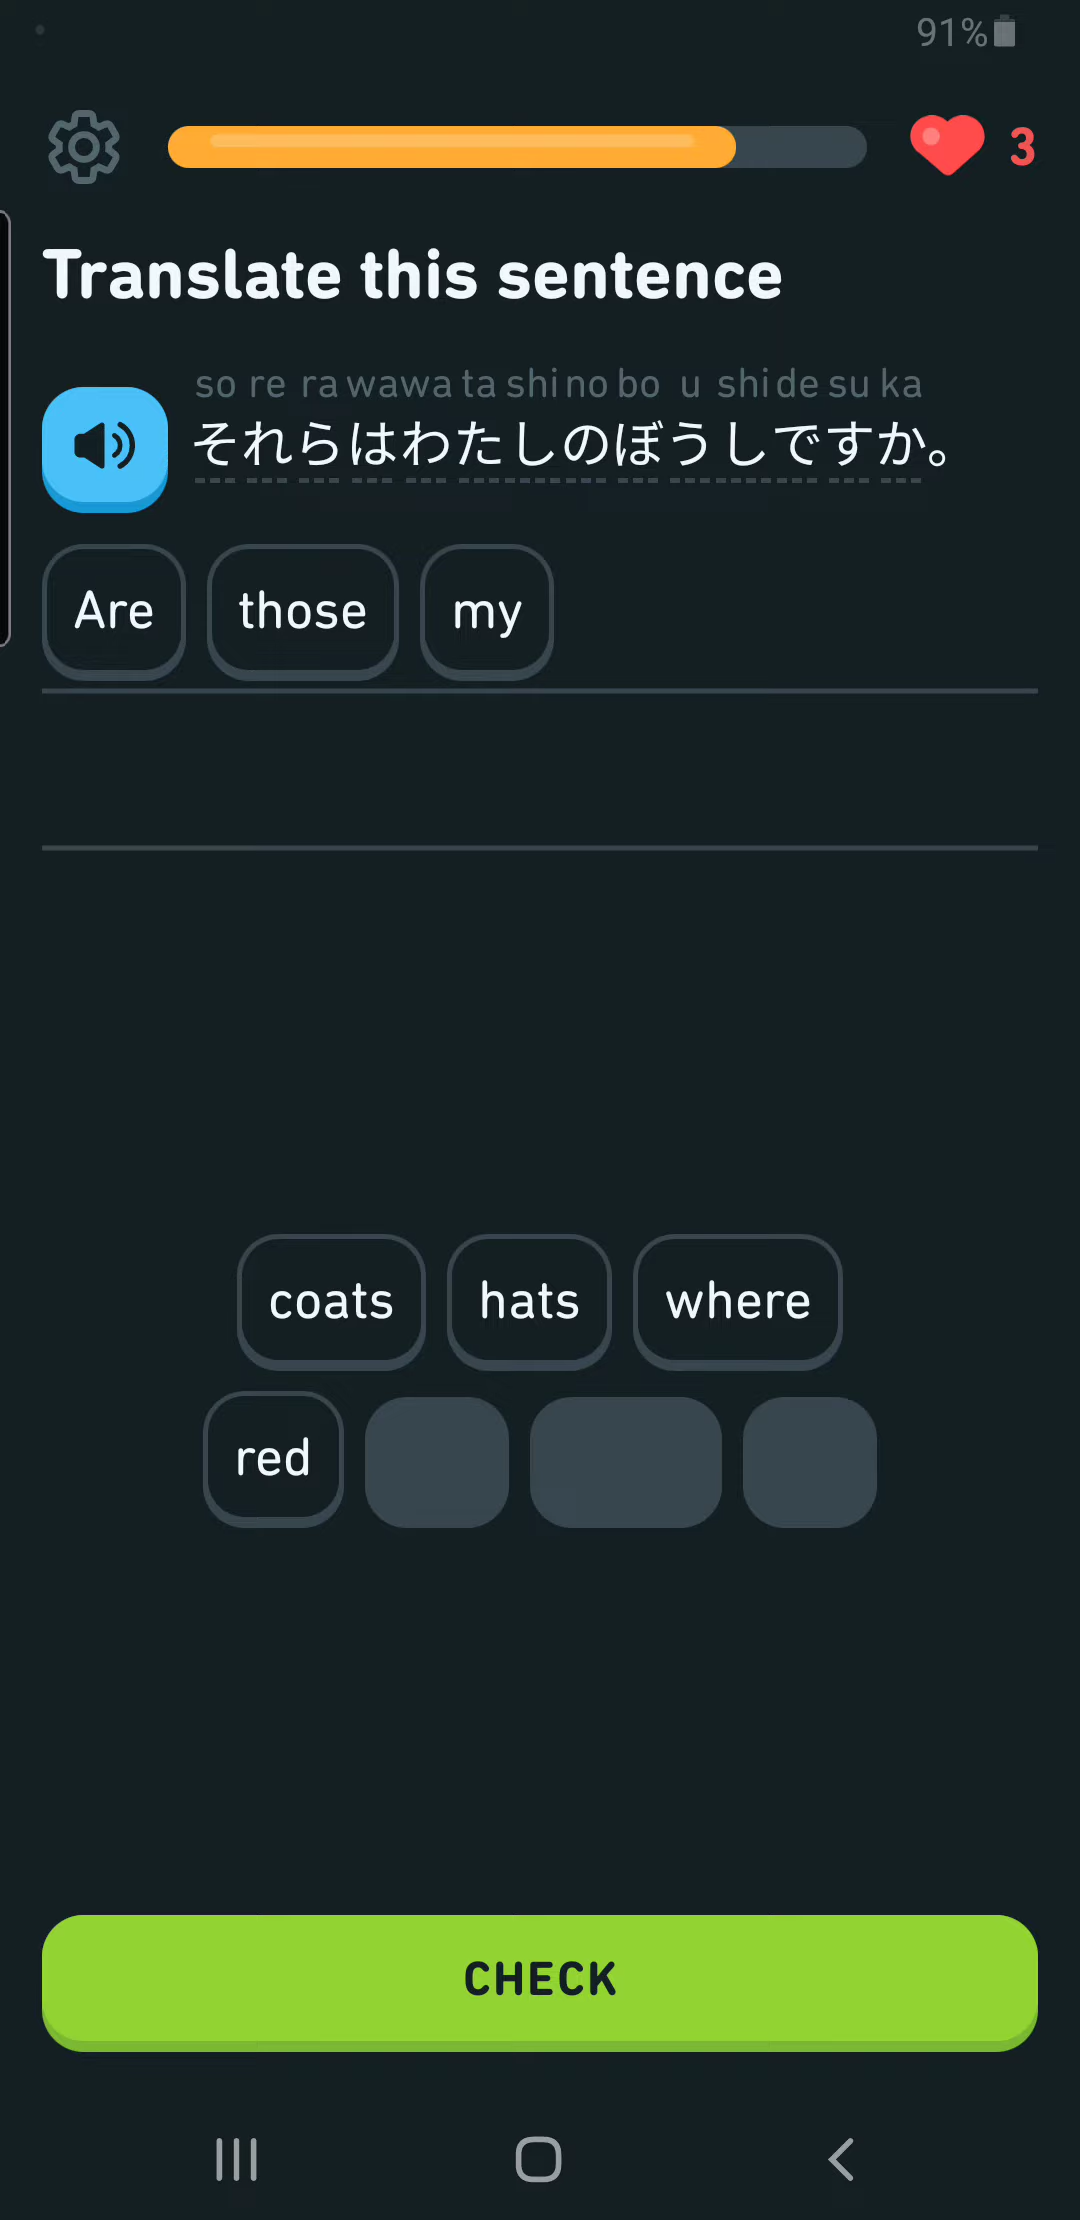 91%
3
Translate this sentence
so re ra wawa ta shi no bo u shi de su ka
それらはわたしのぼうしですか。
Are those my
coats hats where
red
CHECK